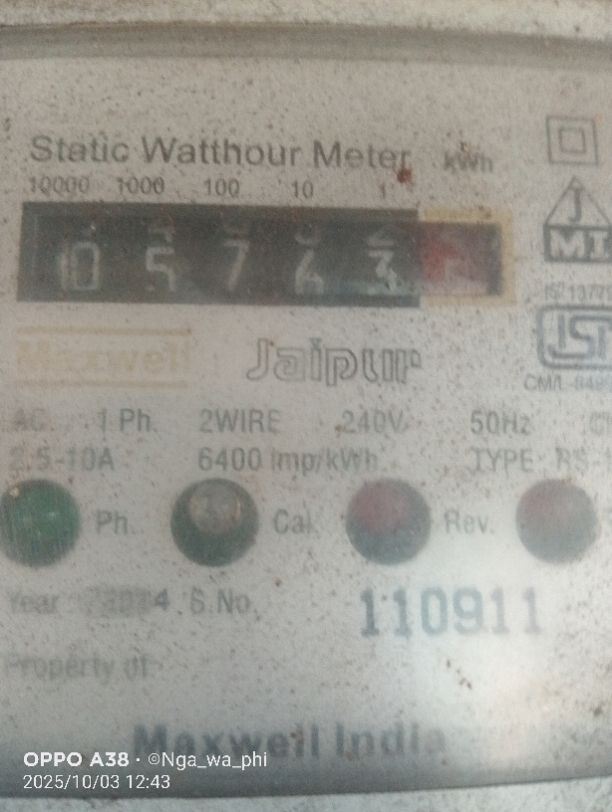 Static Watthour Meter kWh
10000 1000 100 10 1
0 5 7 6 3
Maxwell Jaipur
AC 1 Ph. 2WIRE 240V 50Hz
2.5-10A 6400 imp/kWh TYPE
Ph. Cal. Rev.
Year S.No. 110911
Property of
Maxwell India
ISI
OPPO A38 · ©Nga_wa_phi
2025/10/03 12:43